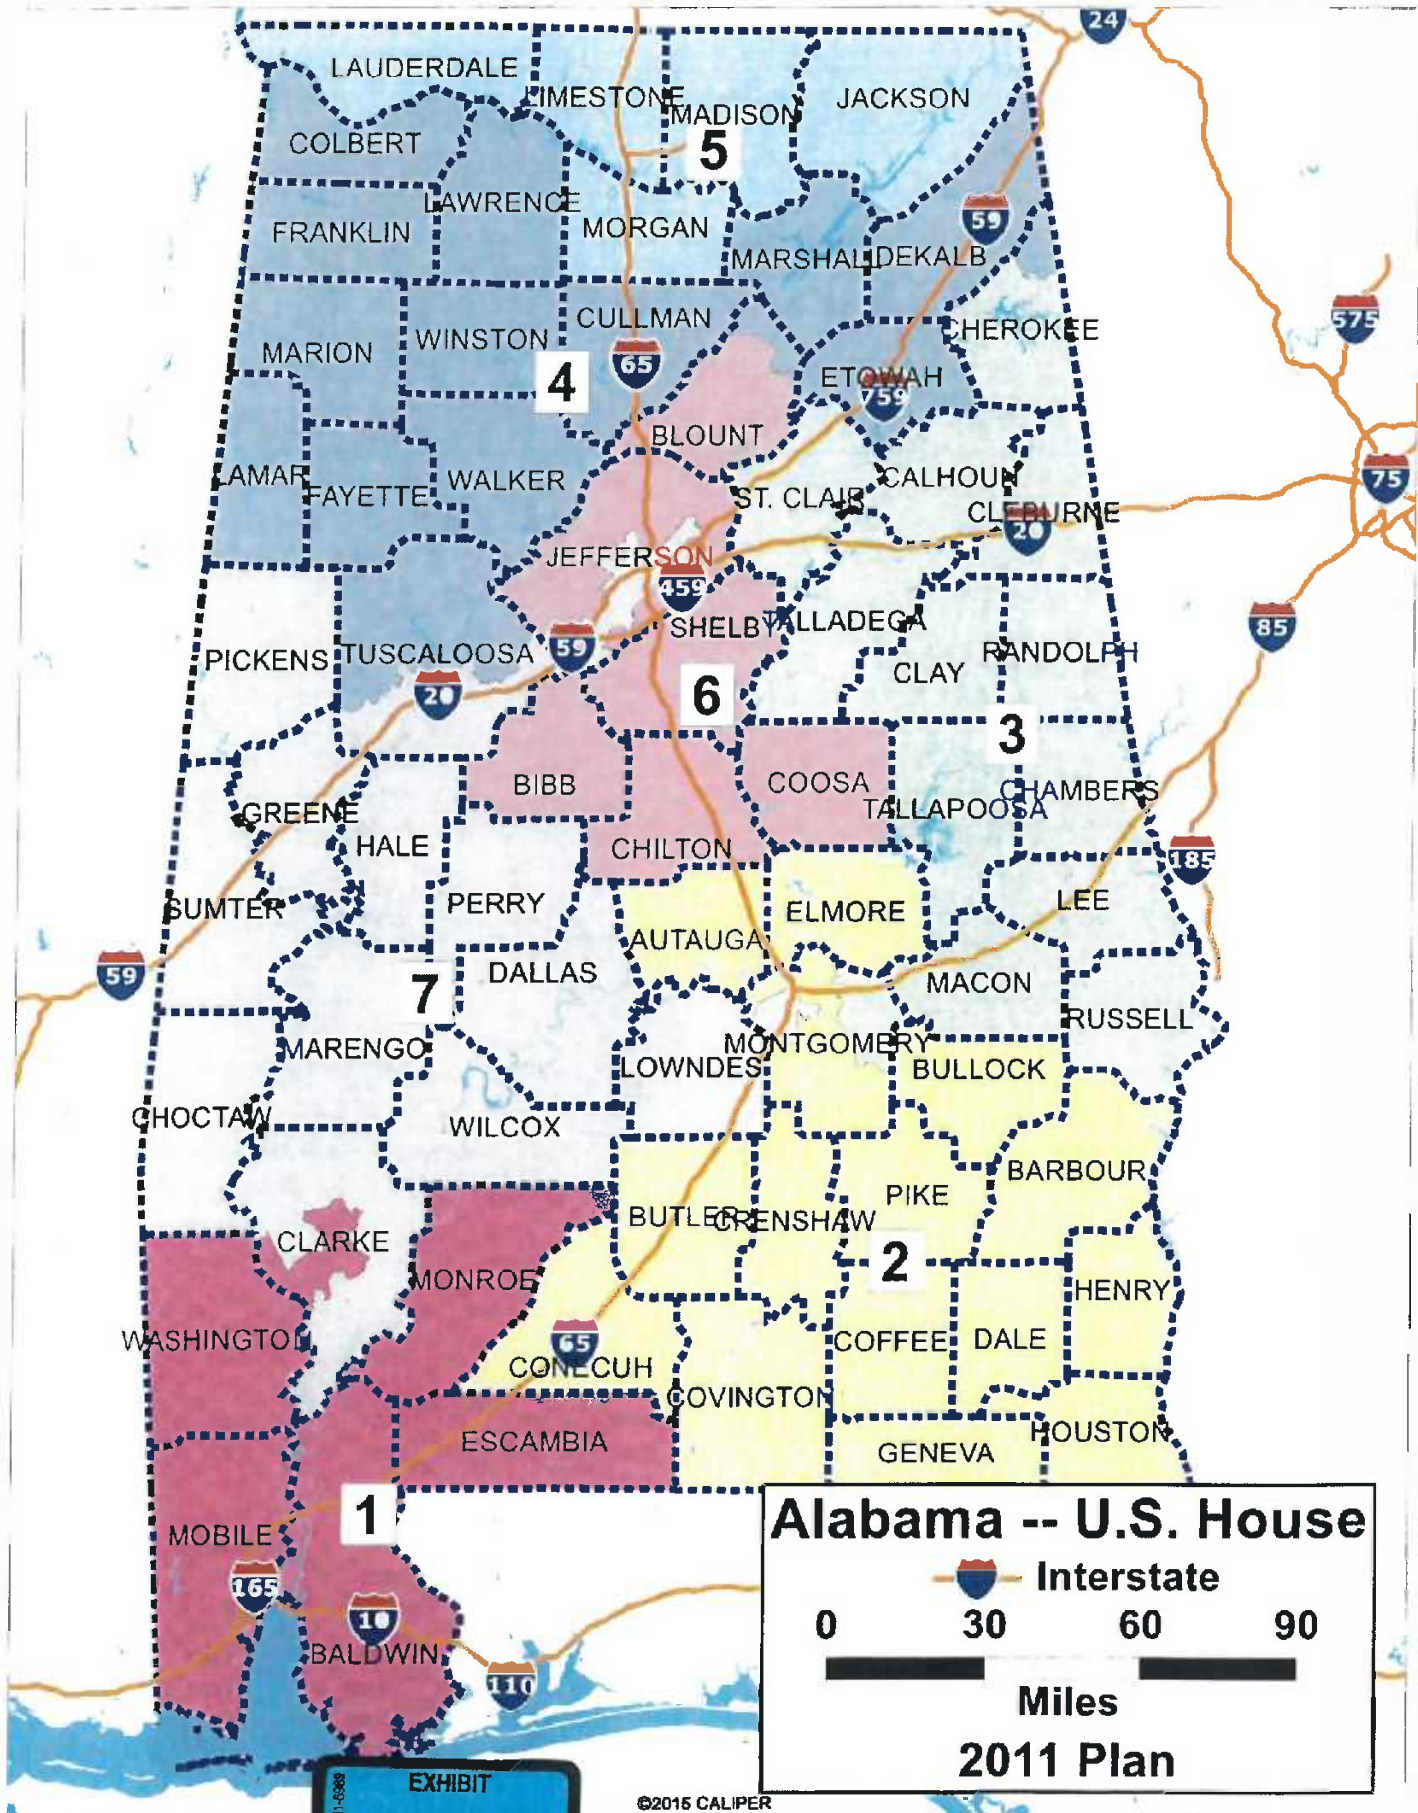 24
LAUDERDALE
LIMESTONE
MADISON
JACKSON
5
COLBERT
LAWRENCE
FRANKLIN
MORGAN
59
MARSHALL
DEKALB
CULLMAN
575
CHEROKEE
WINSTON
MARION
65
4
ETOWAH
759
BLOUNT
LAMAR
FAYETTE
WALKER
ST. CLAIR
CALHOUN
75
CLEBURNE
20
JEFFERSON
459
SHELBY
TALLADEGA
85
PICKENS
TUSCALOOSA
59
RANDOLPH
CLAY
20
6
3
BIBB
COOSA
CHAMBERS
TALLAPOOSA
GREENE
HALE
CHILTON
185
SUMTER
PERRY
ELMORE
LEE
AUTAUGA
59
DALLAS
MACON
7
RUSSELL
MARENGO
MONTGOMERY
LOWNDES
BULLOCK
CHOCTAW
WILCOX
BARBOUR
PIKE
BUTLER
CRENSHAW
CLARKE
2
MONROE
HENRY
WASHINGTON
65
COFFEE
DALE
CONECUH
COVINGTON
ESCAMBIA
HOUSTON
GENEVA
1
MOBILE
165
10
BALDWIN
110
Alabama -- U.S. House
Interstate
0 30 60 90
Miles
2011 Plan
EXHIBIT
©2015 CALIPER